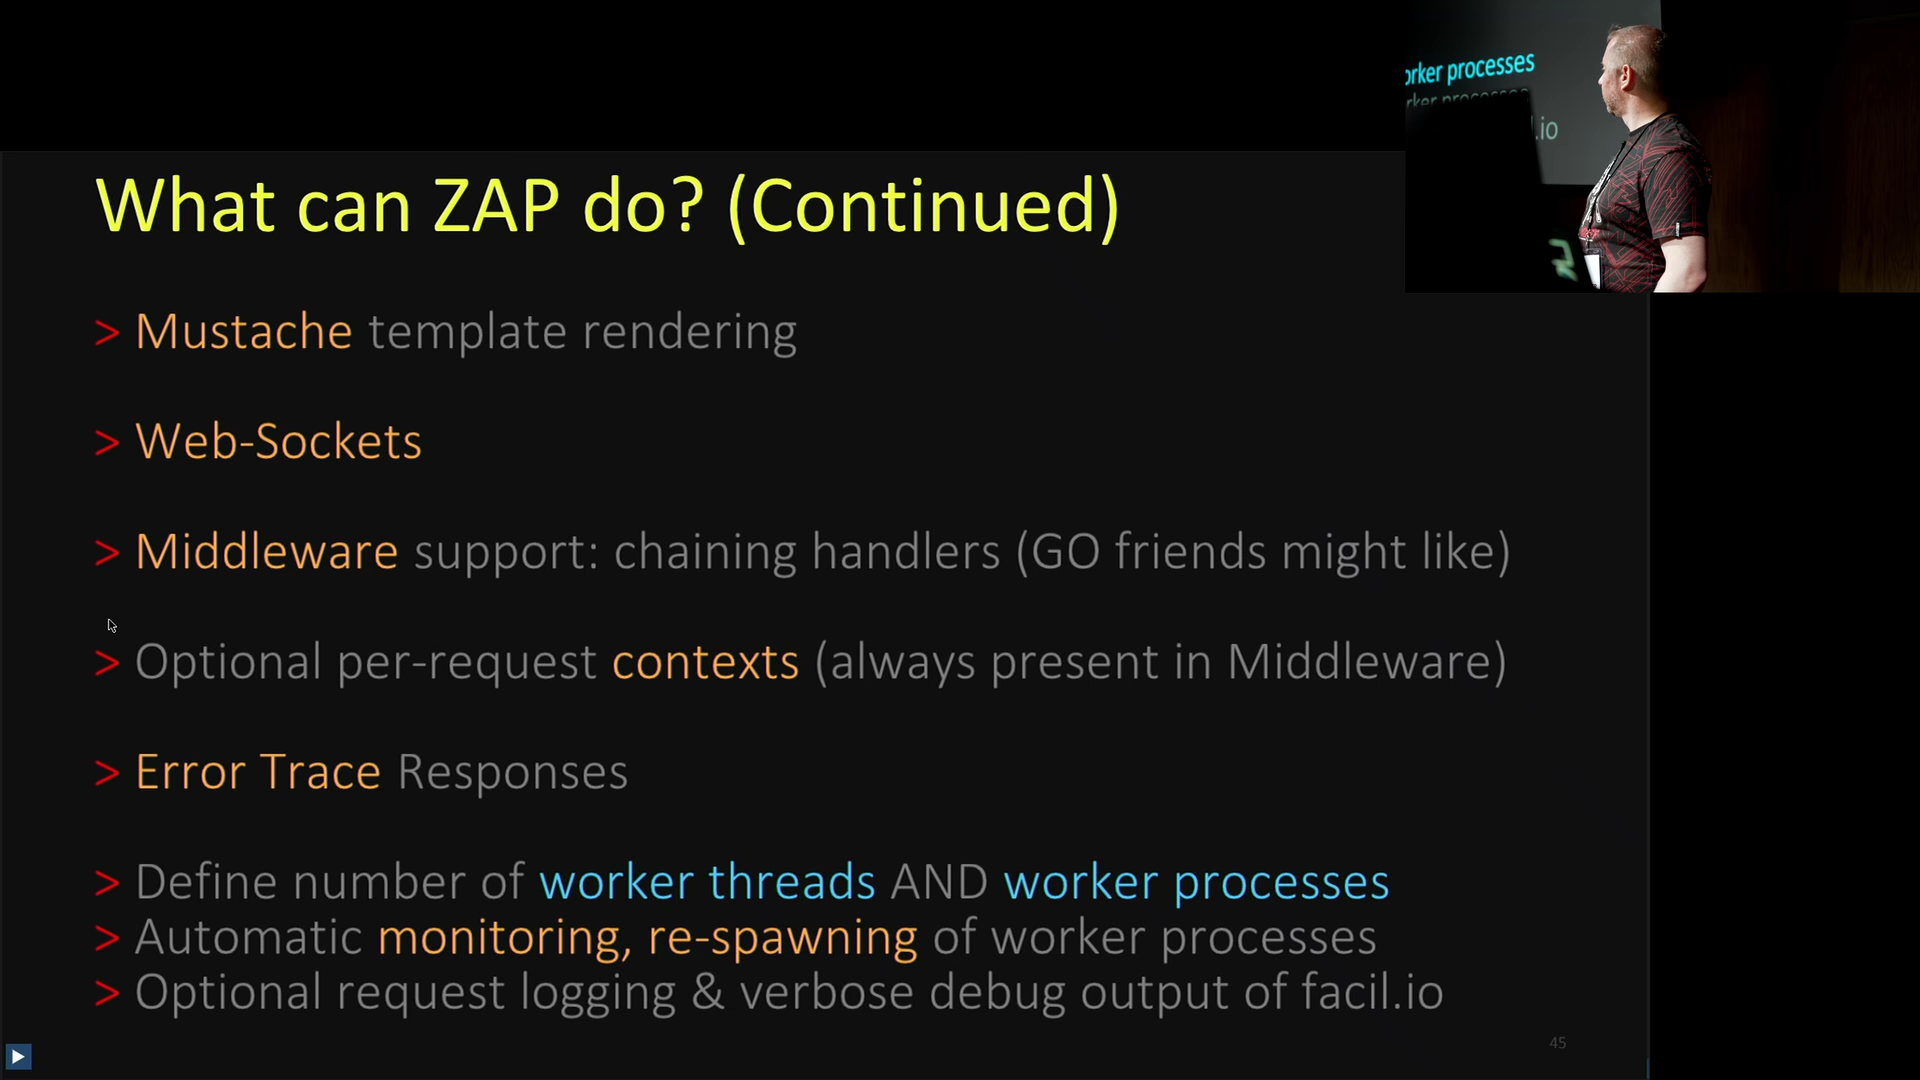 What can ZAP do? (Continued)
> Mustache template rendering
> Web-Sockets
> Middleware support: chaining handlers (GO friends might like)
> Optional per-request contexts (always present in Middleware)
> Error Trace Responses
> Define number of worker threads AND worker processes
> Automatic monitoring, re-spawning of worker processes
> Optional request logging & verbose debug output of facil.io
45
orker processes
rker processes
.io